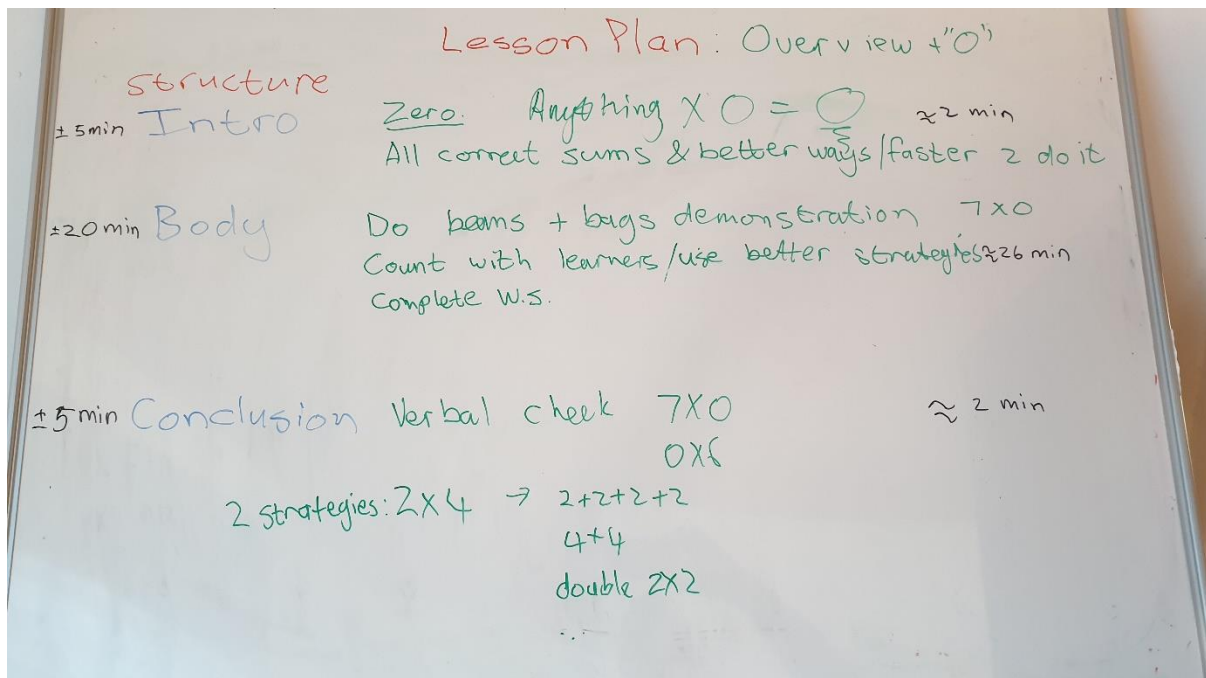 Lesson Plan: Overview + "0"
structure
± 5min Intro Zero: Anything X 0 = 0 ≈2 min
All correct sums & better ways/faster 2 do it
±20min Body Do beans + bags demonstration 7X0
Count with learners/use better strategies ≈26 min
Complete W.S.
±5min Conclusion Verbal check 7X0 ≈ 2 min
0X6
2 strategies: 2X4 → 2+2+2+2
4+4
double 2X2
...